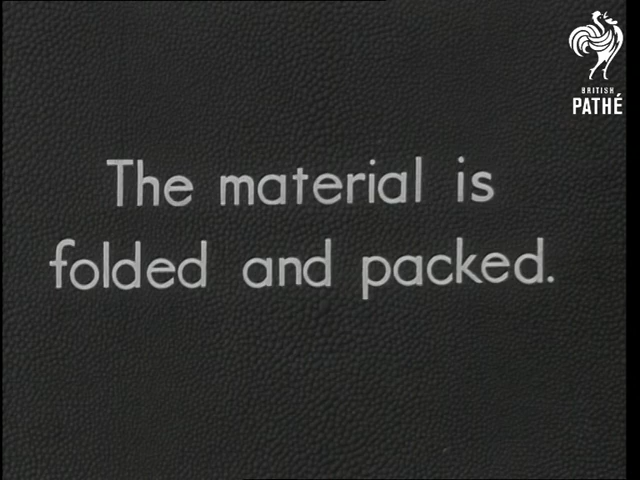 BRITISH
PATHÉ
The material is
folded and packed.